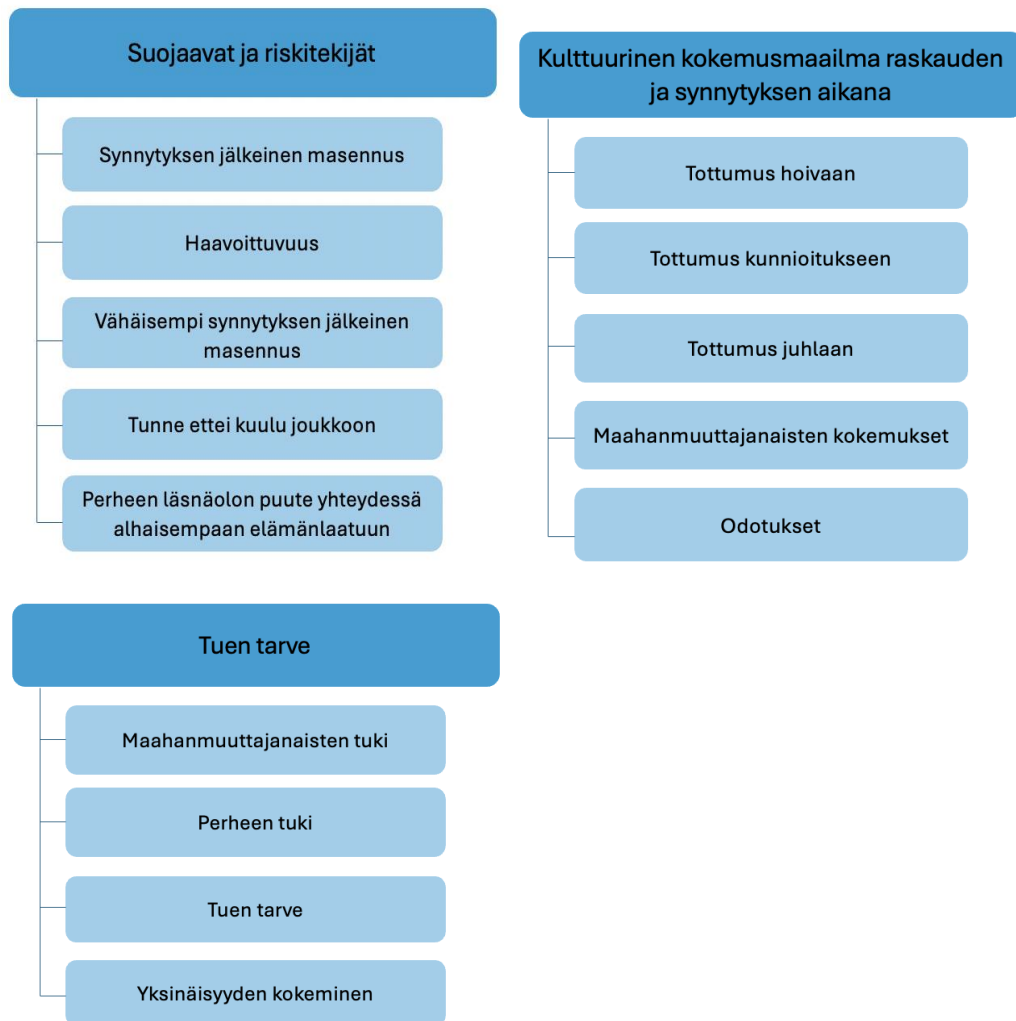 Suojaavat ja riskitekijät
Synnytyksen jälkeinen masennus
Haavoittuvuus
Vähäisempi synnytyksen jälkeinen
masennus
Tunne ettei kuulu joukkoon
Perheen läsnäolon puute yhteydessä
alhaisempaan elämänlaatuun
Kulttuurinen kokemusmaailma raskauden
ja synnytyksen aikana
Tottumus hoivaan
Tottumus kunnioitukseen
Tottumus juhlaan
Maahanmuuttajanaisten kokemukset
Odotukset
Tuen tarve
Maahanmuuttajanaisten tuki
Perheen tuki
Tuen tarve
Yksinäisyyden kokeminen